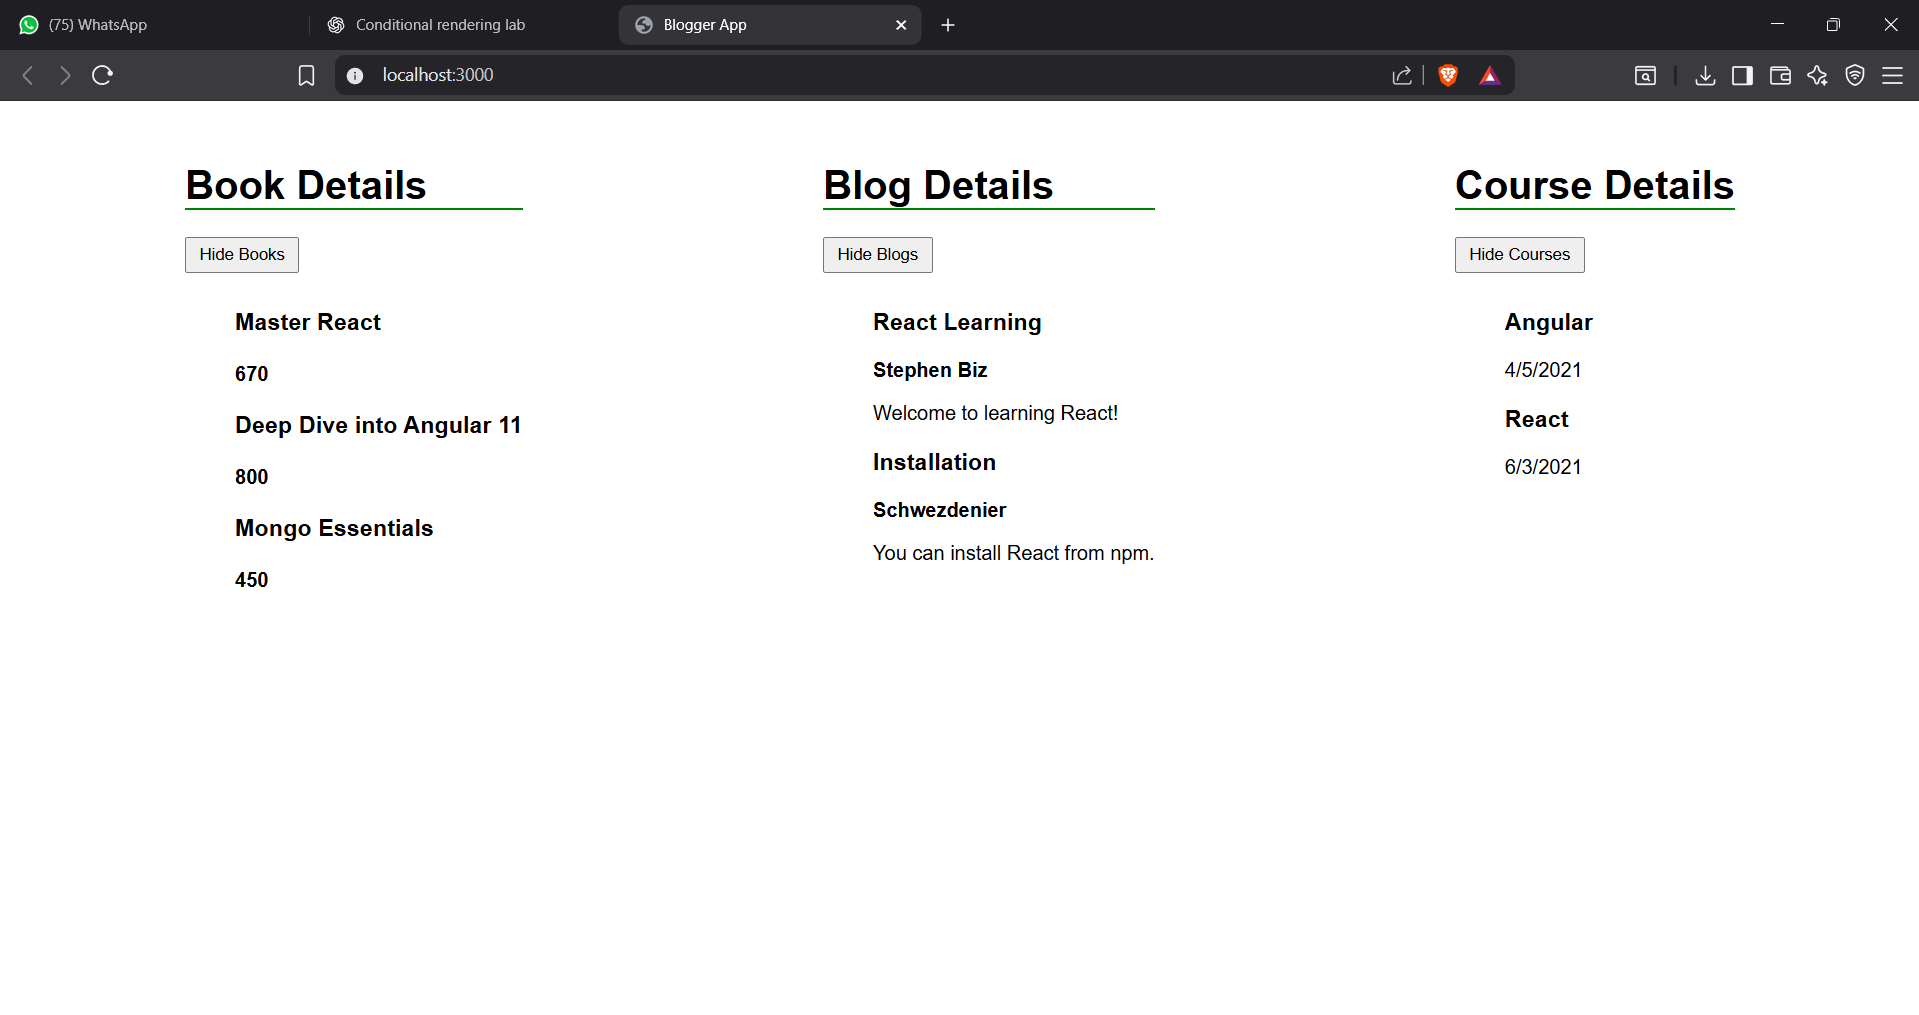 (75) WhatsApp
Conditional rendering lab
Blogger App
localhost:3000
Book Details
Hide Books
Master React
670
Deep Dive into Angular 11
800
Mongo Essentials
450
Blog Details
Hide Blogs
React Learning
Stephen Biz
Welcome to learning React!
Installation
Schwezdenier
You can install React from npm.
Course Details
Hide Courses
Angular
4/5/2021
React
6/3/2021